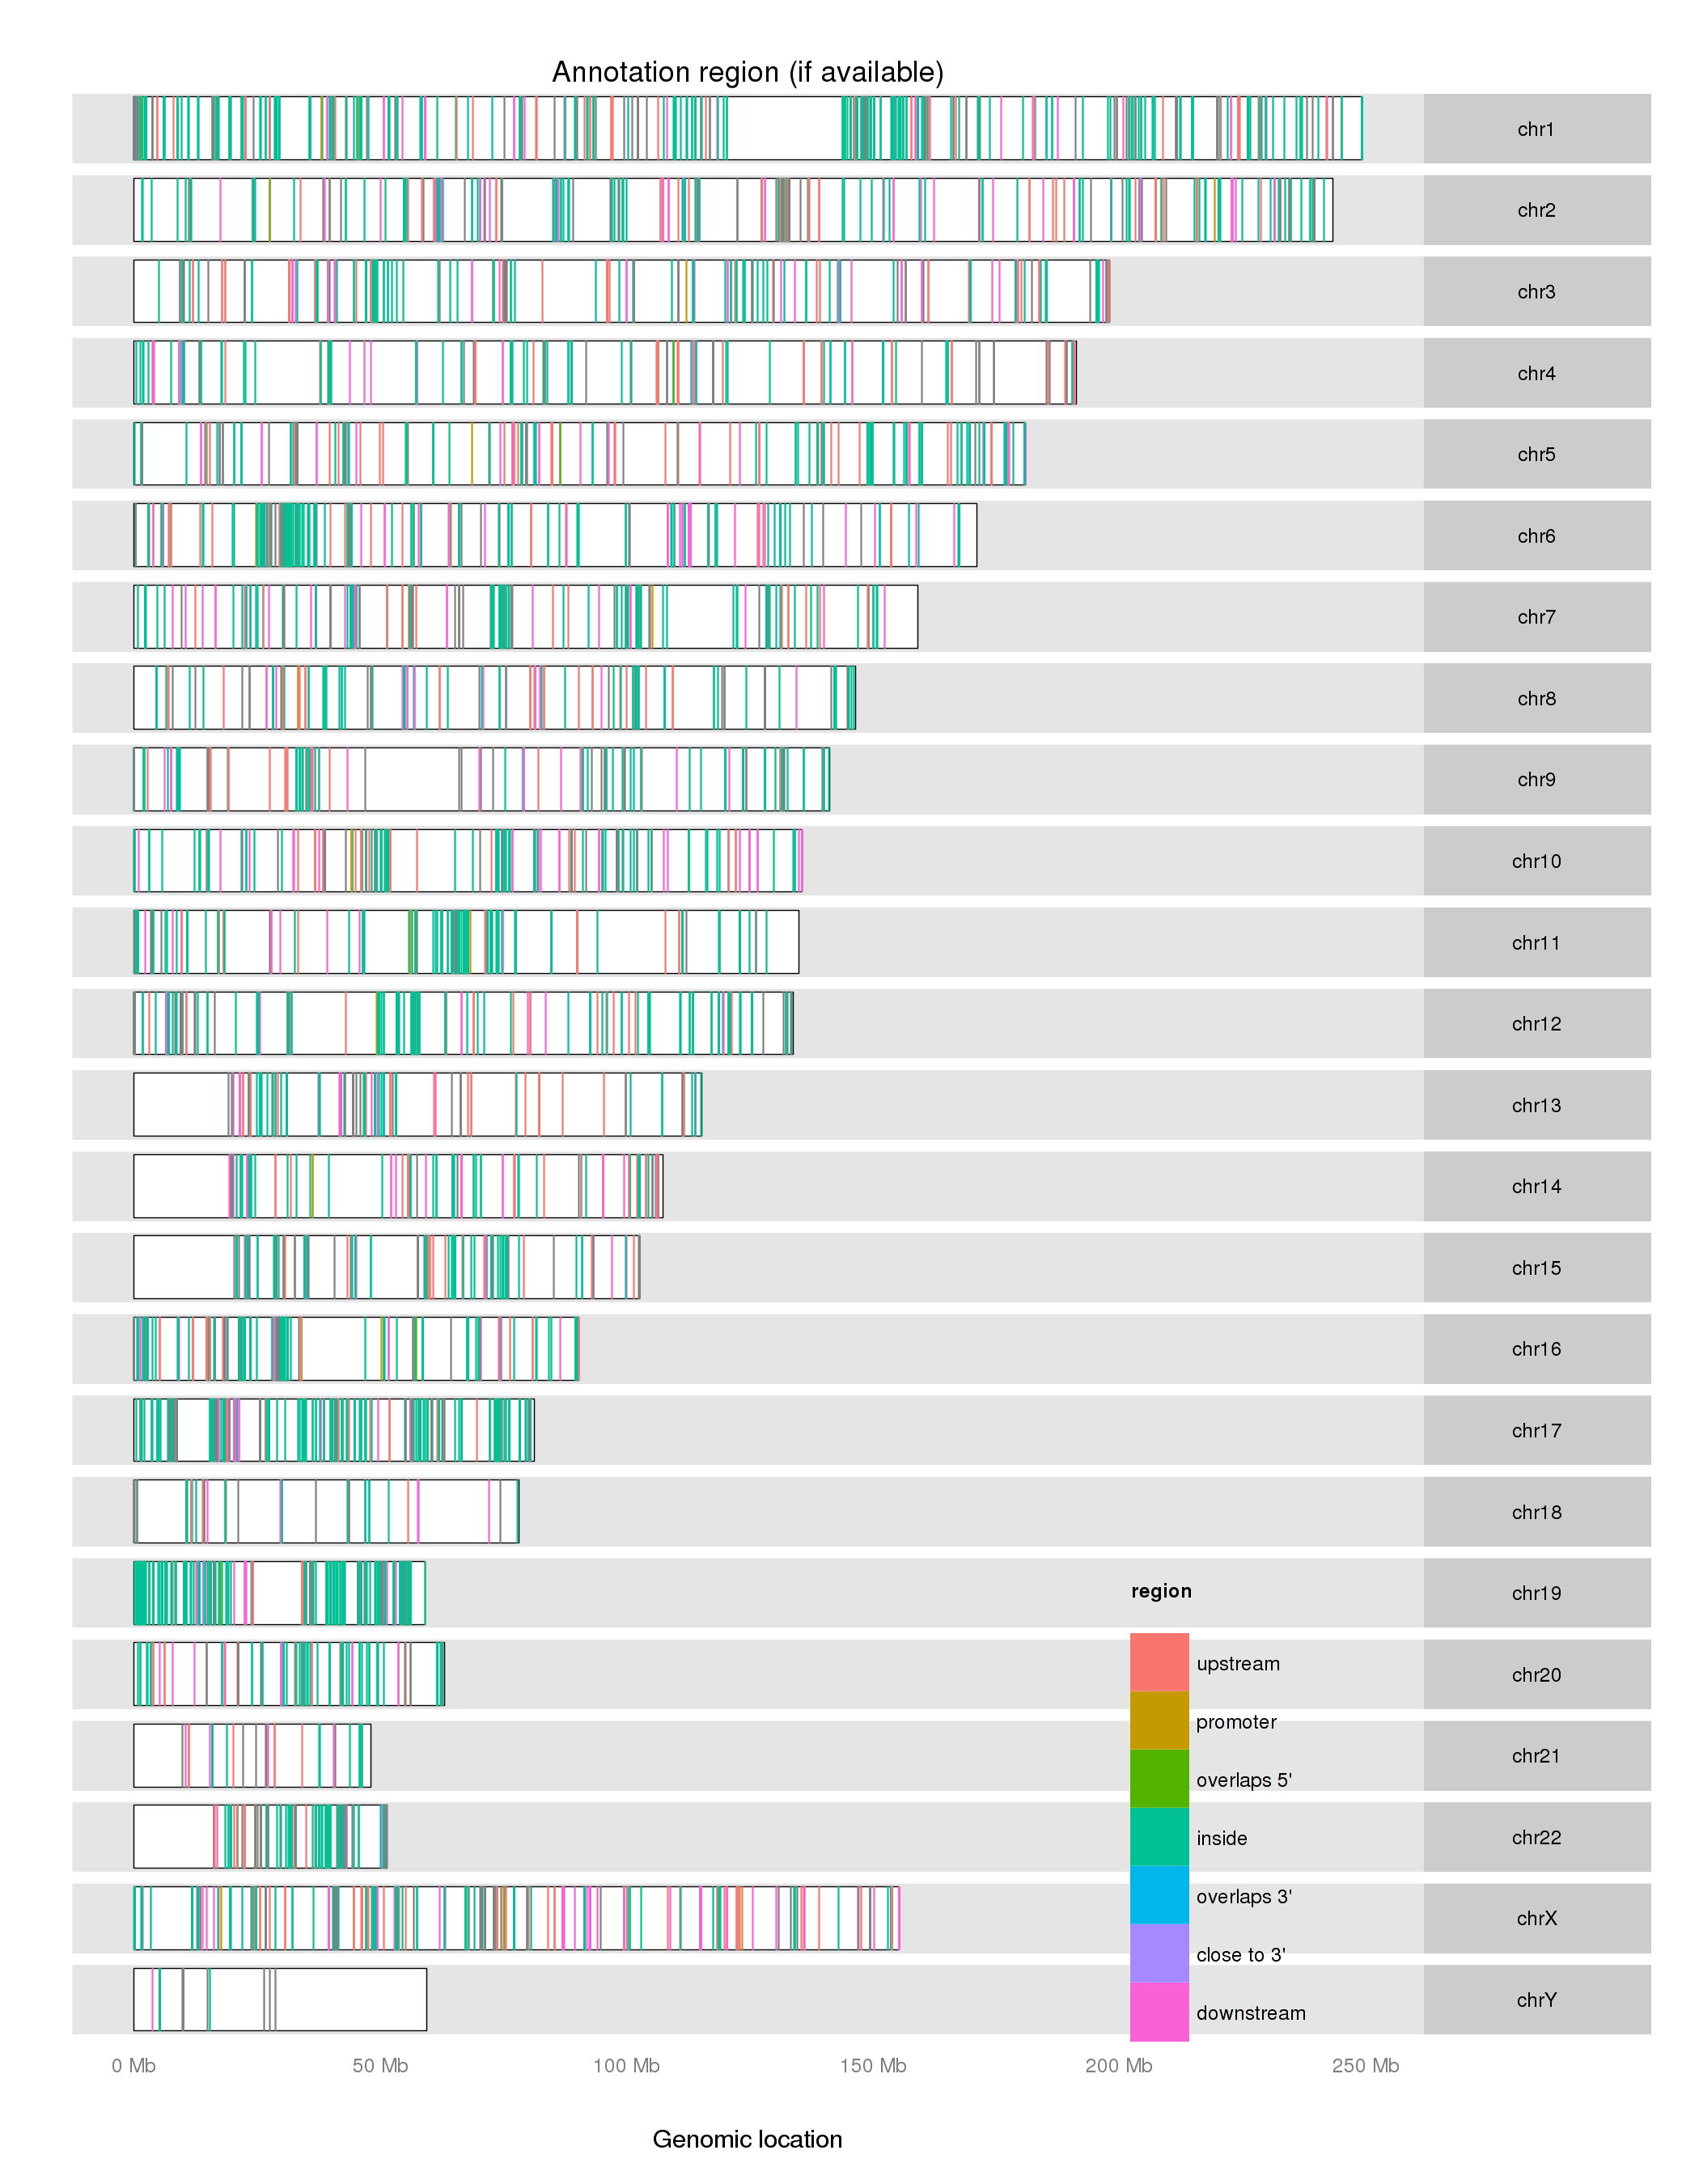 Annotation region (if available)
chr1
chr2
chr3
chr4
chr5
chr6
chr7
chr8
chr9
chr10
chr11
chr12
chr13
chr14
chr15
chr16
chr17
chr18
chr19
chr20
chr21
chr22
chrX
chrY
region
upstream
promoter
overlaps 5'
inside
overlaps 3'
close to 3'
downstream
0 Mb 50 Mb 100 Mb 150 Mb 200 Mb 250 Mb
Genomic location